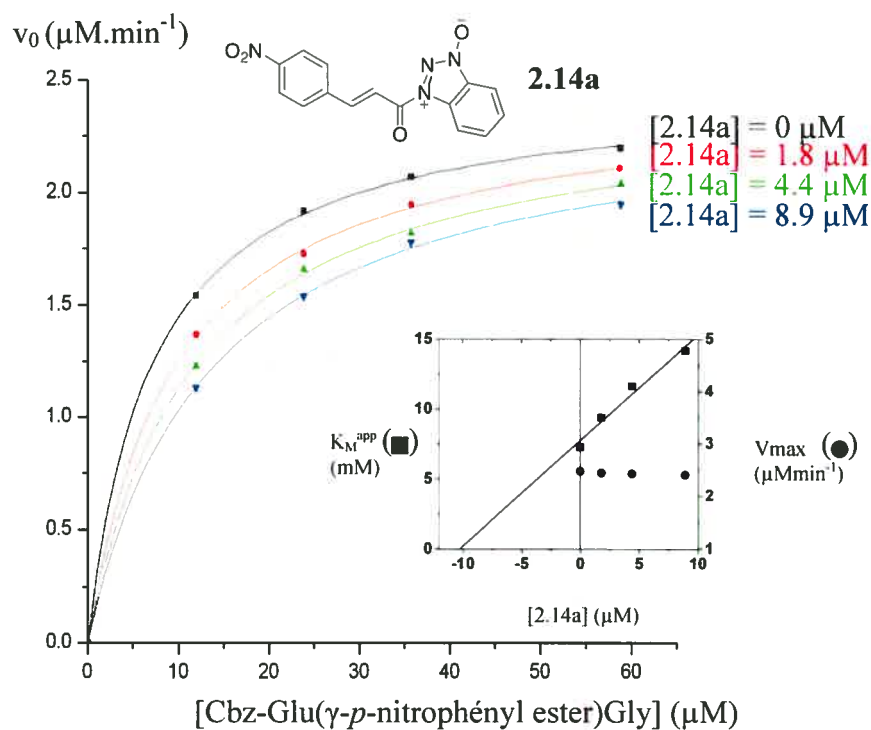 v₀ (µM.min⁻¹)
O₂N
O
N
N
N
+
O⁻
2.14a
[2.14a] = 0 µM
[2.14a] = 1.8 µM
[2.14a] = 4.4 µM
[2.14a] = 8.9 µM
2.5
2.0
1.5
1.0
0.5
0.0
0 10 20 30 40 50 60
[Cbz-Glu(γ-p-nitrophényl ester)Gly] (µM)
15
10
5
0
-10 -5 0 5 10
5
4
3
2
1
K_M^app (■)
(mM)
Vmax (●)
(µMmin⁻¹)
[2.14a] (µM)